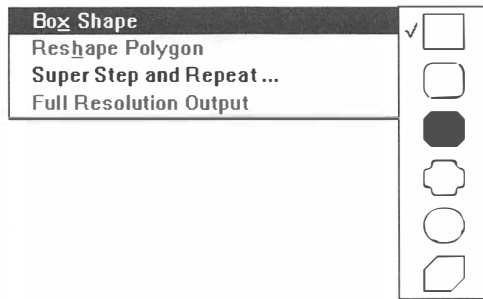 Box Shape
Reshape Polygon
Super Step and Repeat ...
Full Resolution Output